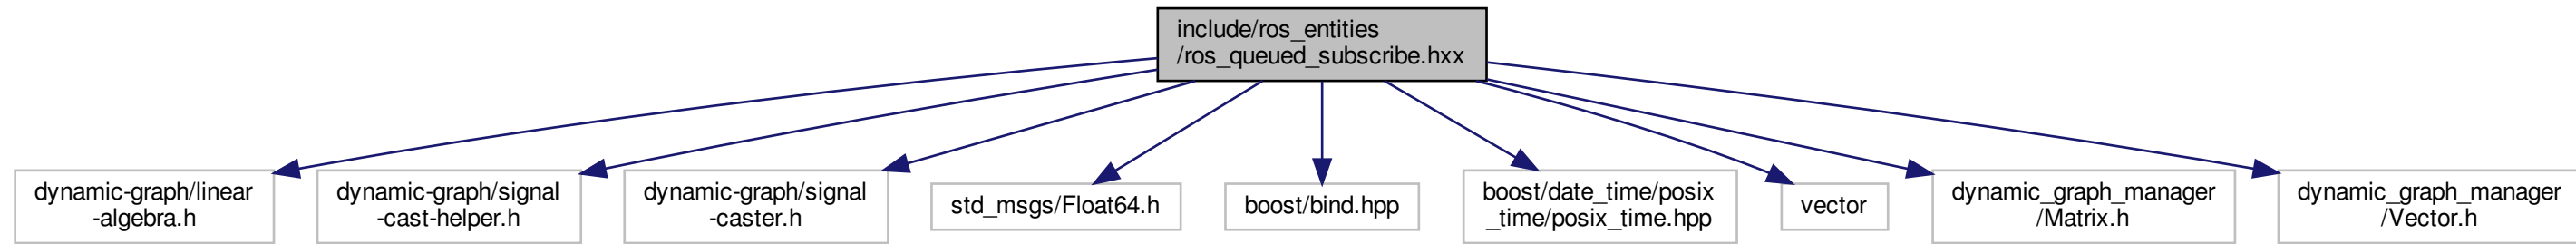 include/ros_entities
/ros_queued_subscribe.hxx
dynamic-graph/linear
-algebra.h
dynamic-graph/signal
-cast-helper.h
dynamic-graph/signal
-caster.h
std_msgs/Float64.h
boost/bind.hpp
boost/date_time/posix
_time/posix_time.hpp
vector
dynamic_graph_manager
/Matrix.h
dynamic_graph_manager
/Vector.h